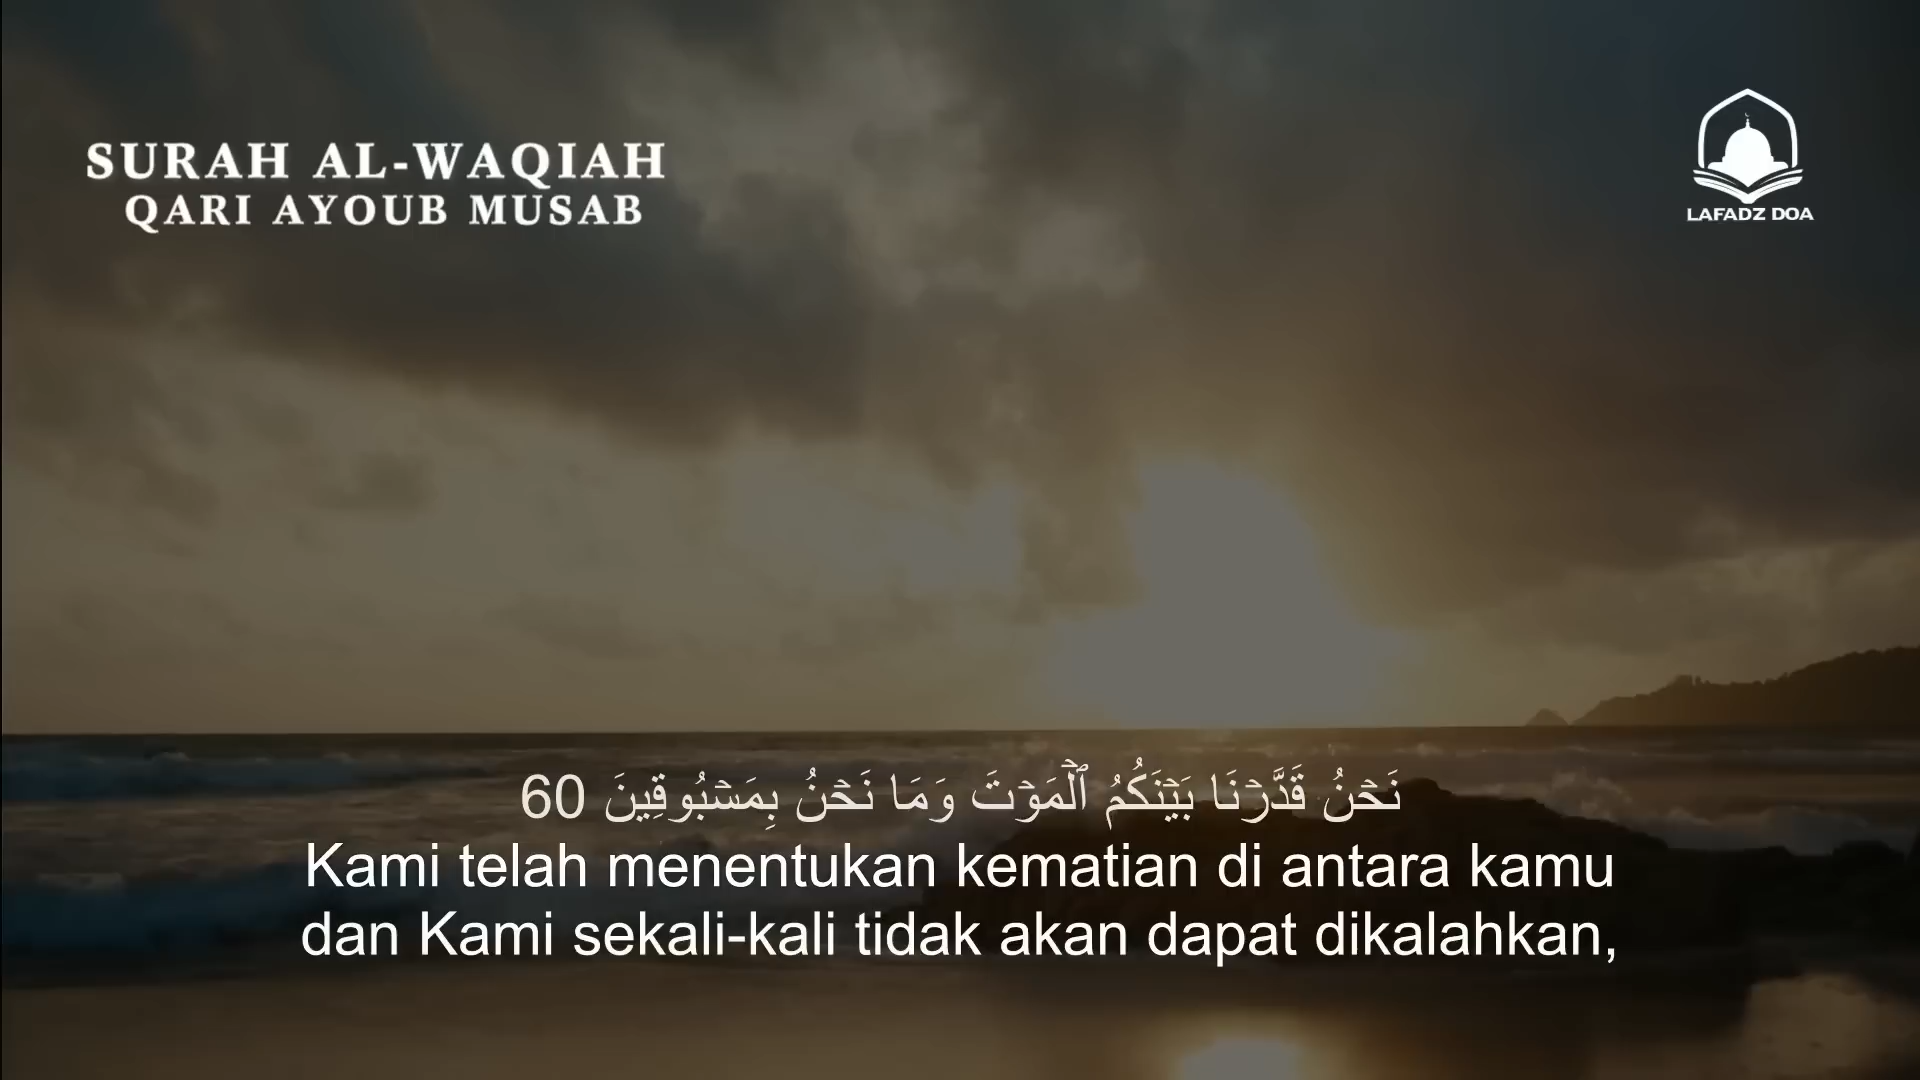 SURAH AL-WAQIAH
QARI AYOUB MUSAB
LAFADZ DOA
نَحْنُ قَدَّرْنَا بَيْنَكُمُ ٱلْمَوْتَ وَمَا نَحْنُ بِمَسْبُوقِينَ 60
Kami telah menentukan kematian di antara kamu
dan Kami sekali-kali tidak akan dapat dikalahkan,